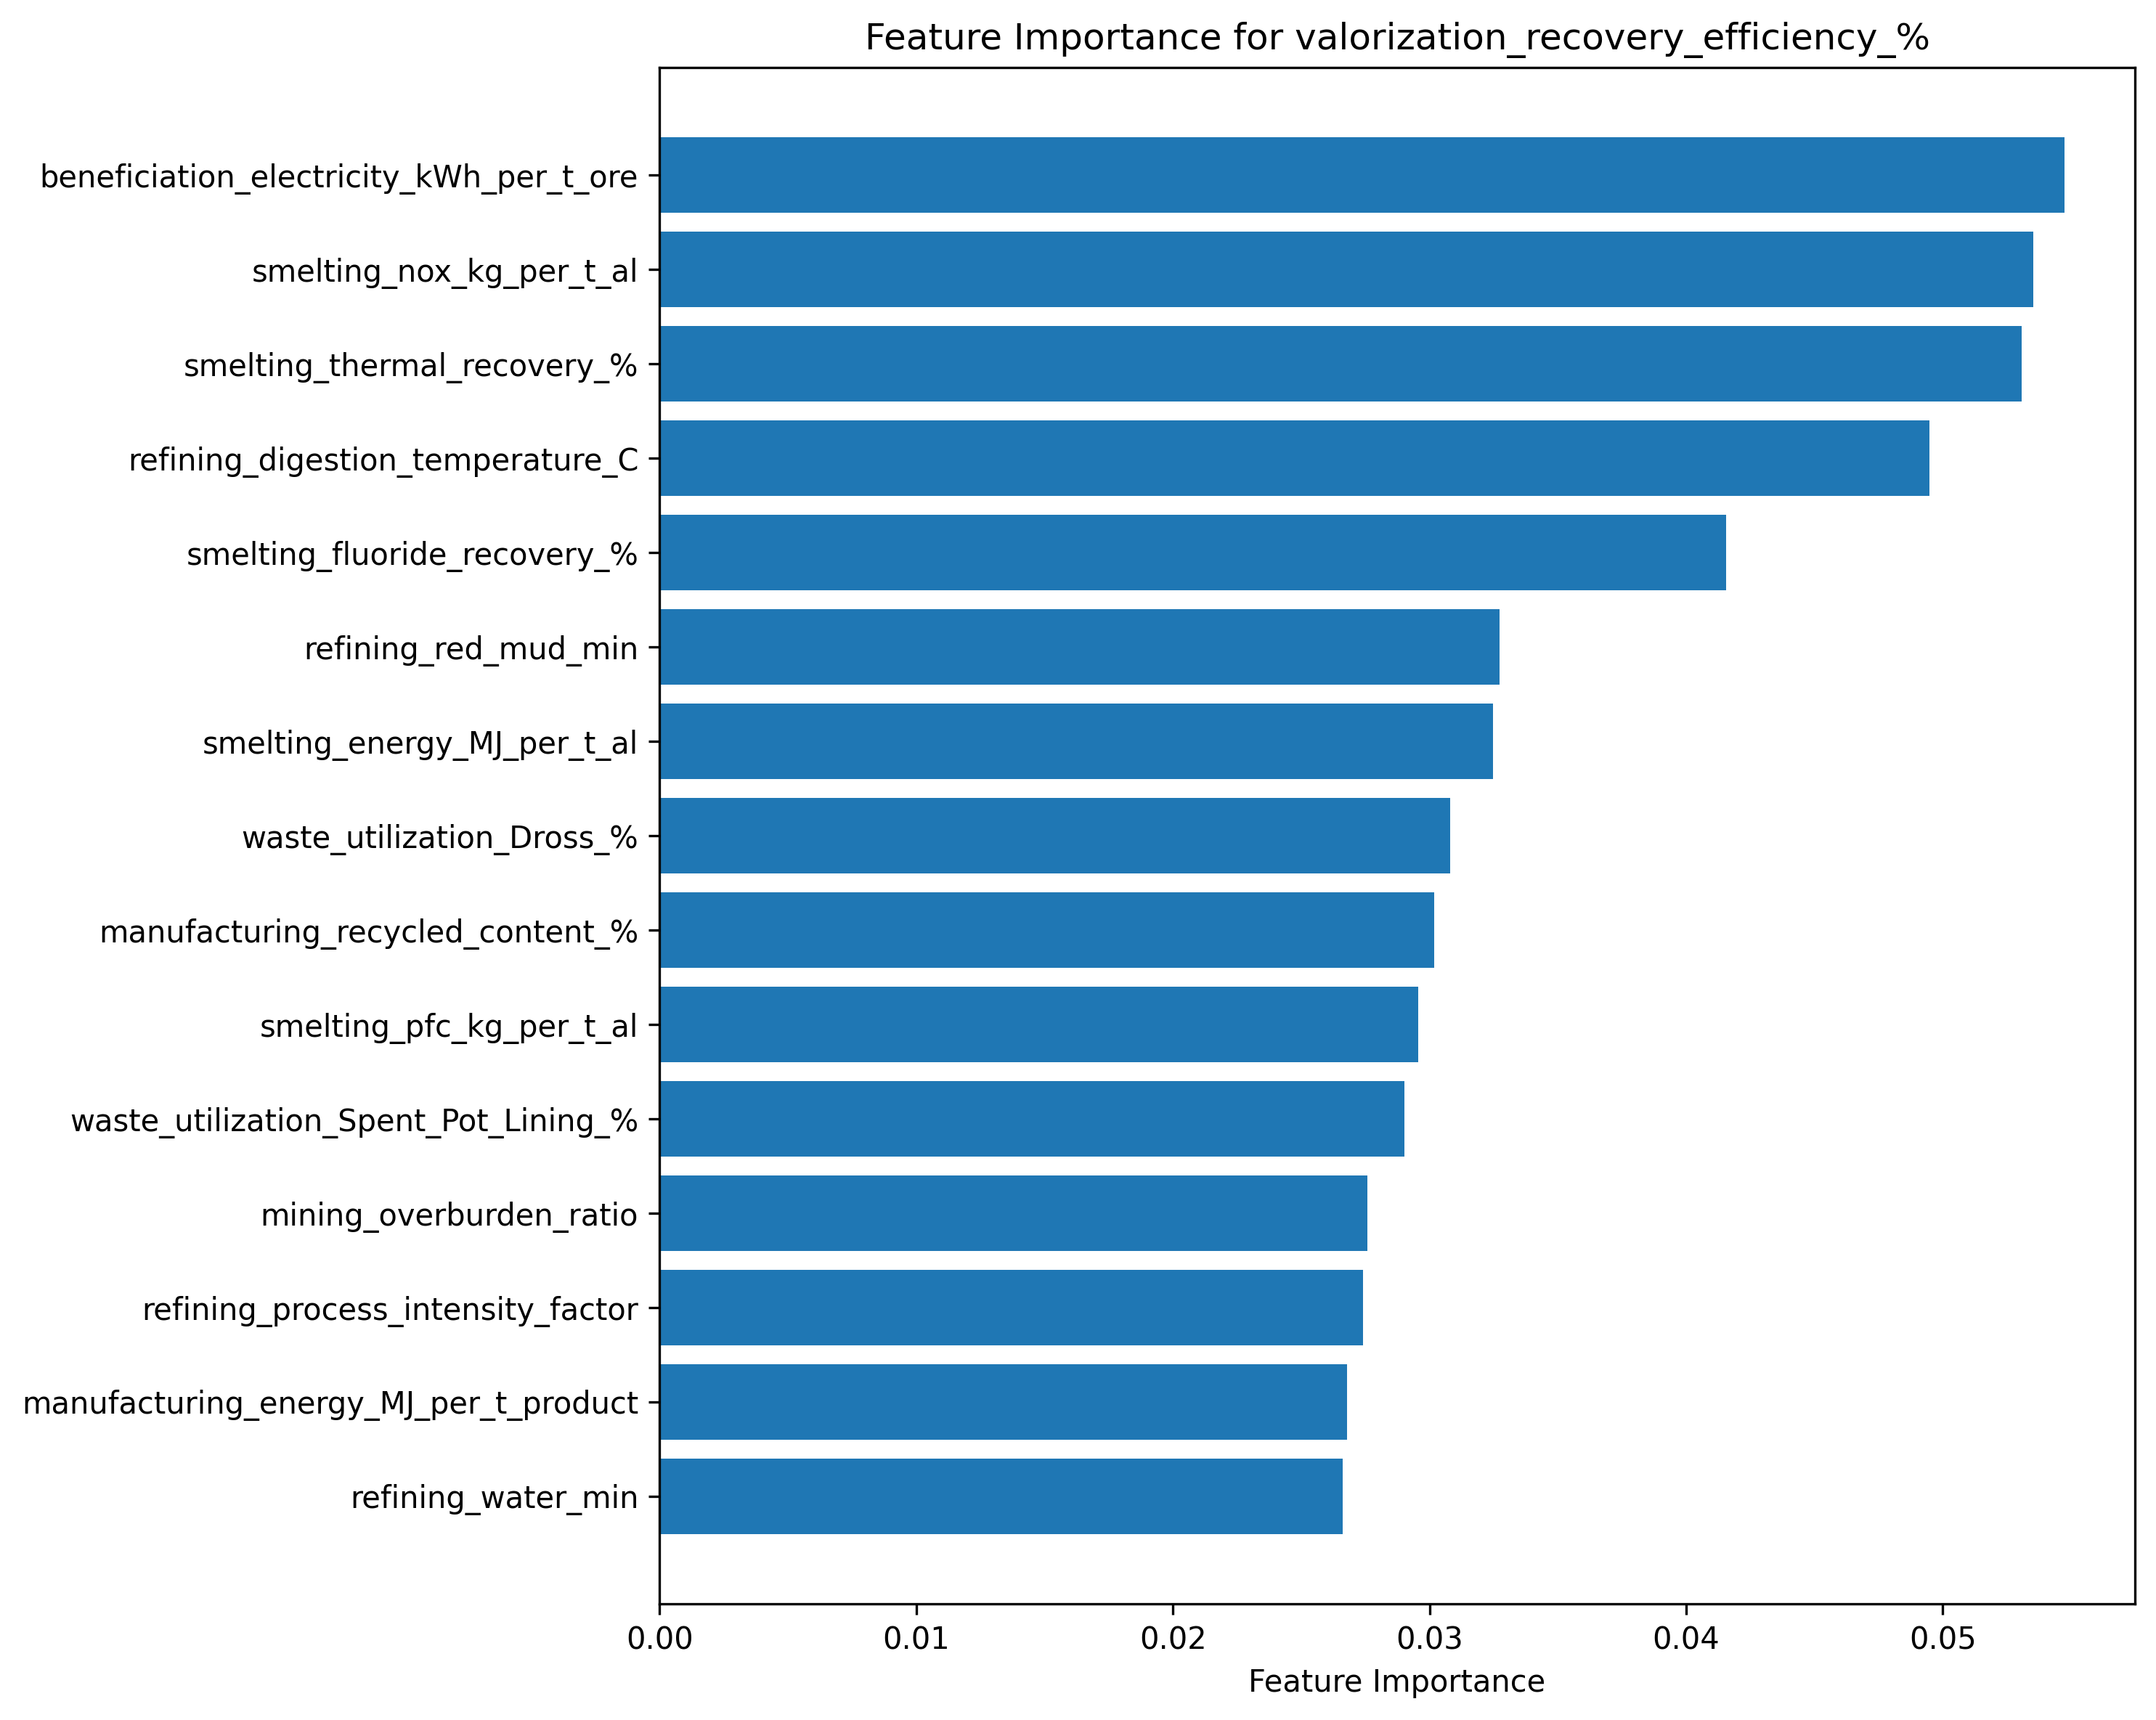 Feature Importance for valorization_recovery_efficiency_%
beneficiation_electricity_kWh_per_t_ore
smelting_nox_kg_per_t_al
smelting_thermal_recovery_%
refining_digestion_temperature_C
smelting_fluoride_recovery_%
refining_red_mud_min
smelting_energy_MJ_per_t_al
waste_utilization_Dross_%
manufacturing_recycled_content_%
smelting_pfc_kg_per_t_al
waste_utilization_Spent_Pot_Lining_%
mining_overburden_ratio
refining_process_intensity_factor
manufacturing_energy_MJ_per_t_product
refining_water_min
0.00 0.01 0.02 0.03 0.04 0.05
Feature Importance